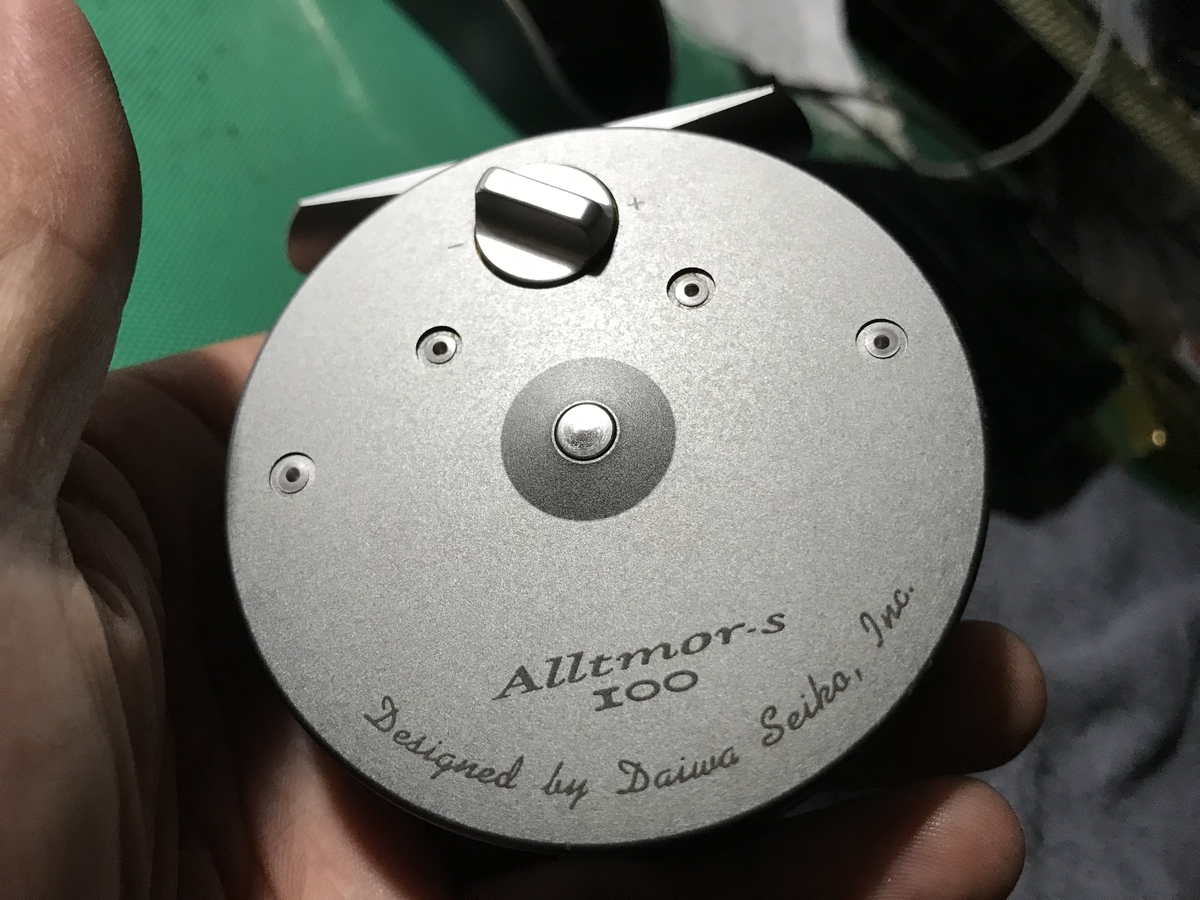 - +
Alltmor-s
100
Designed by Daiwa Seiko, Inc.